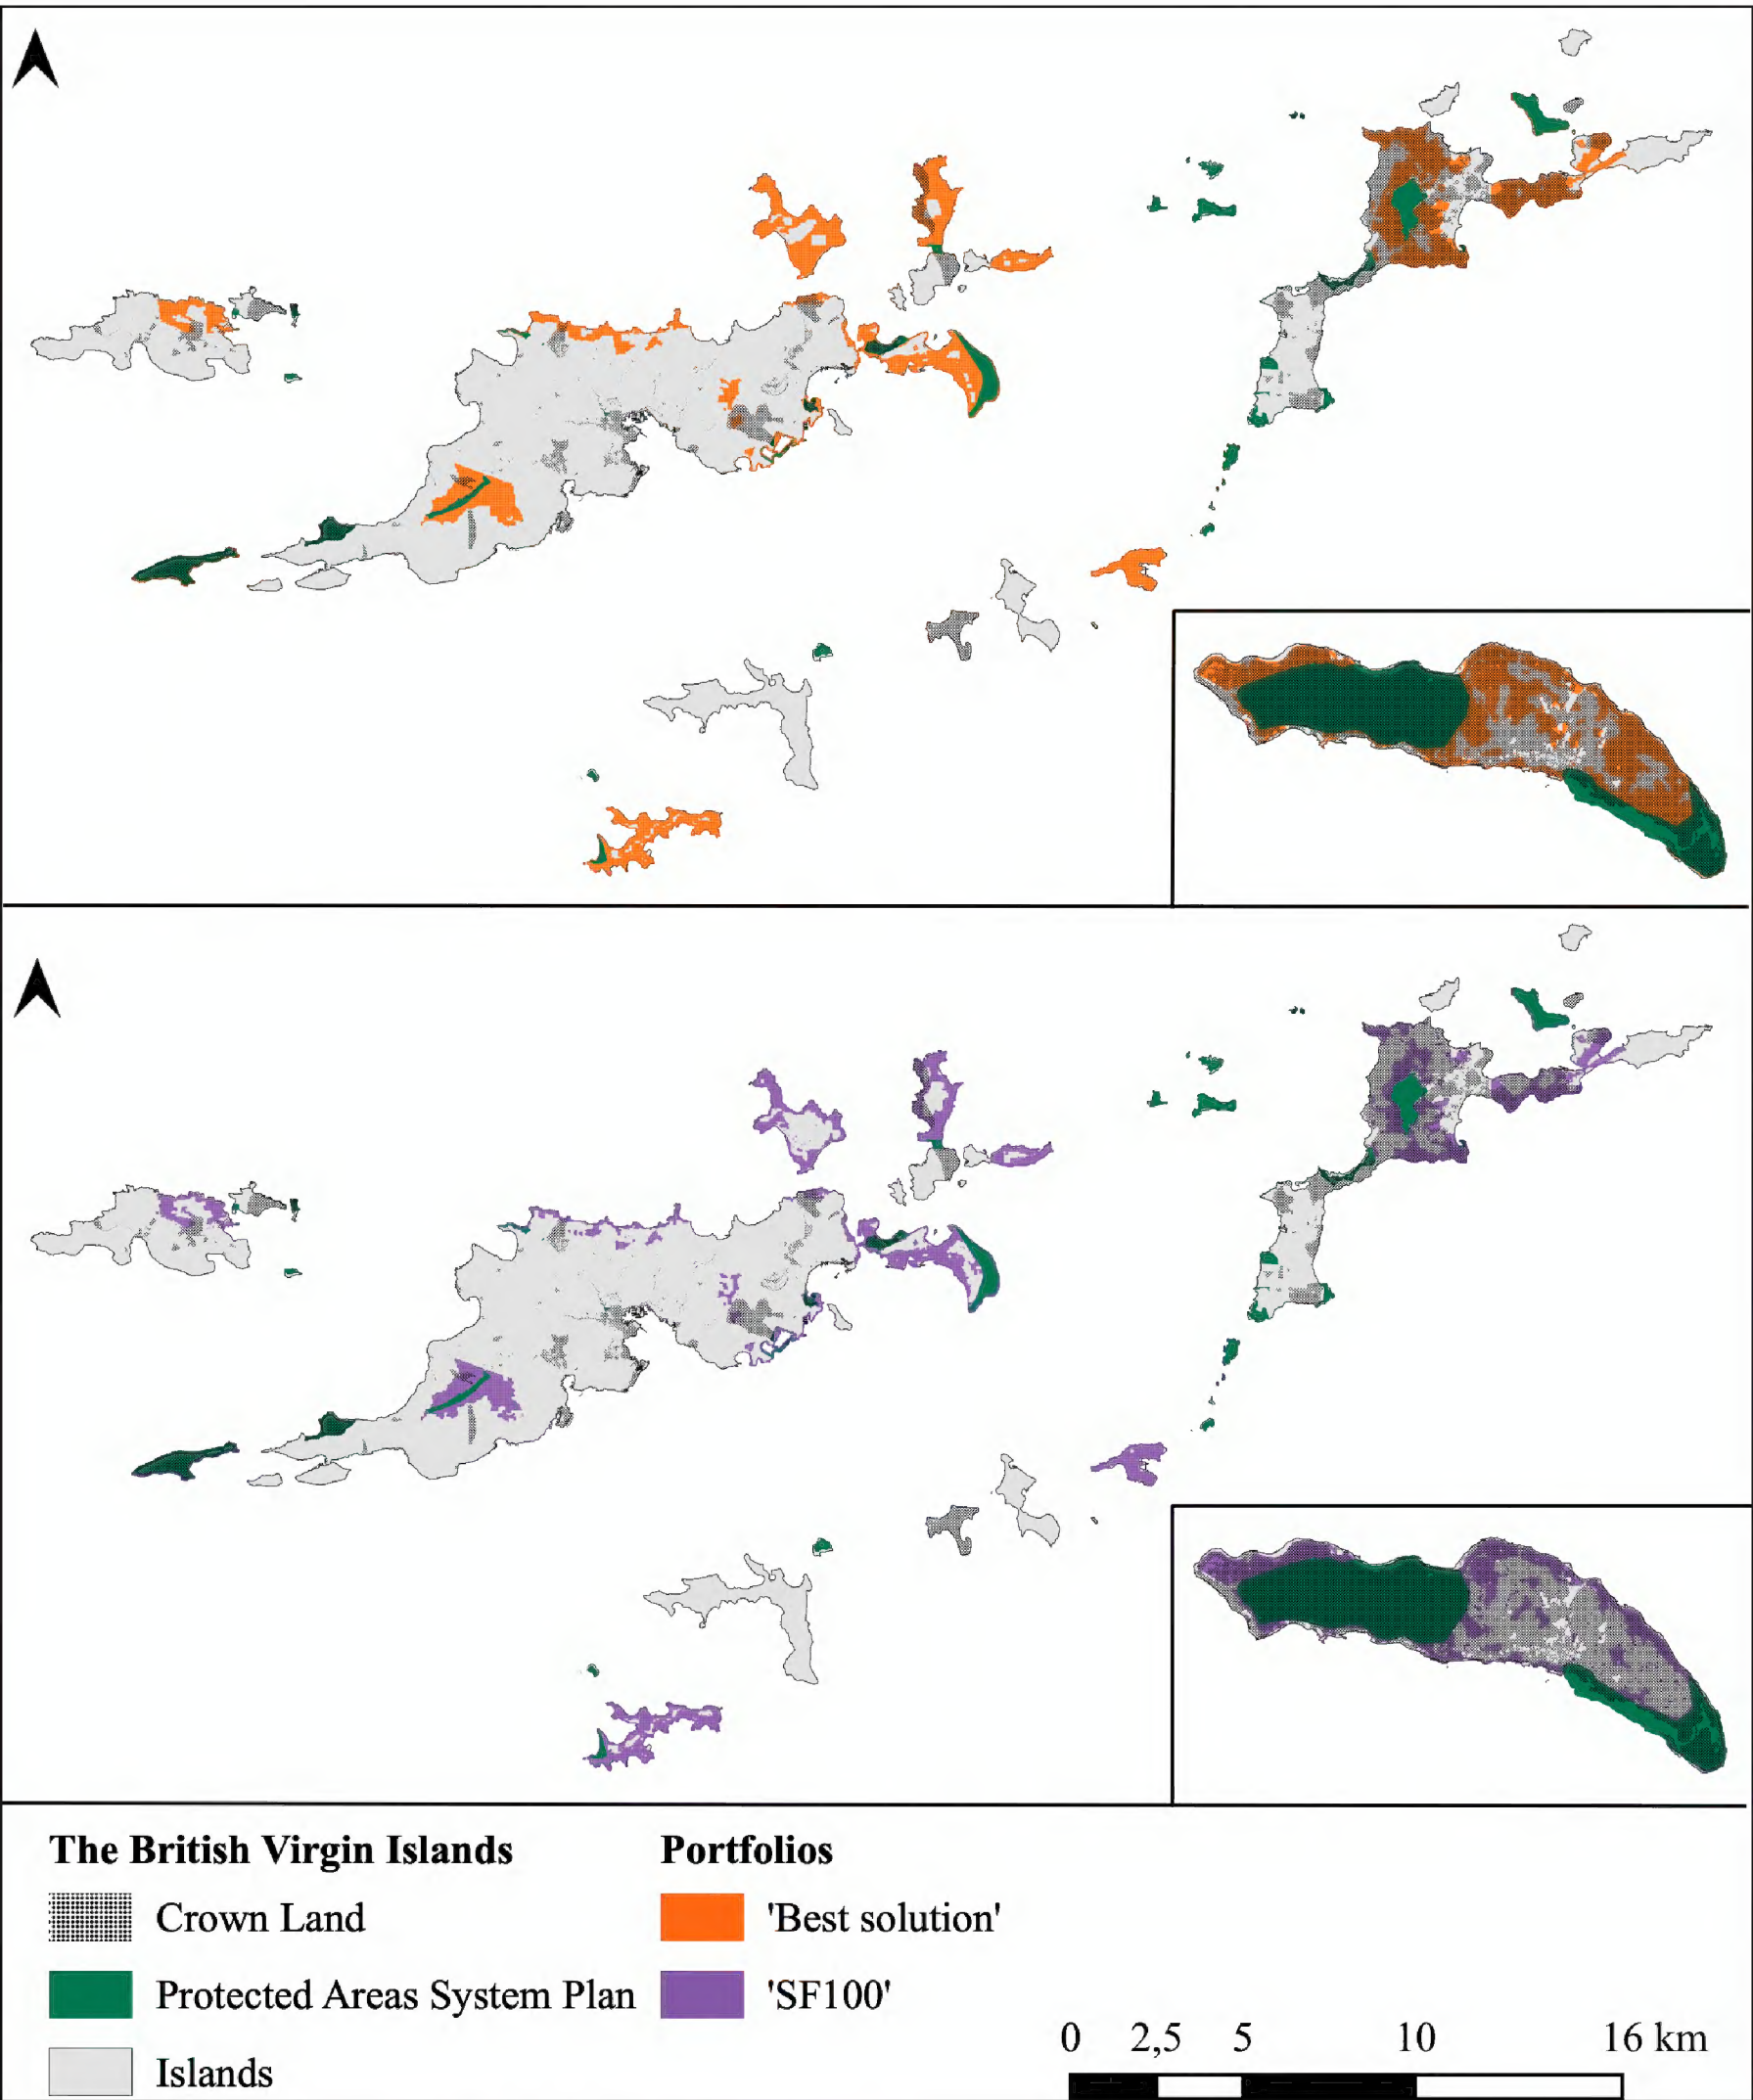 The British Virgin Islands
Crown Land
Protected Areas System Plan
Islands
Portfolios
'Best solution'
'SF100'
0 2,5 5 10 16 km